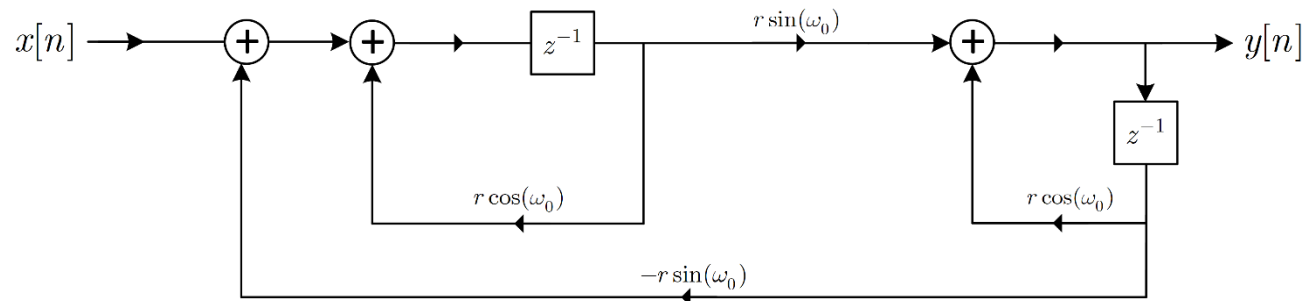 x[n]
+
+
z⁻¹
r sin(ω₀)
+
y[n]
z⁻¹
r cos(ω₀)
r cos(ω₀)
−r sin(ω₀)